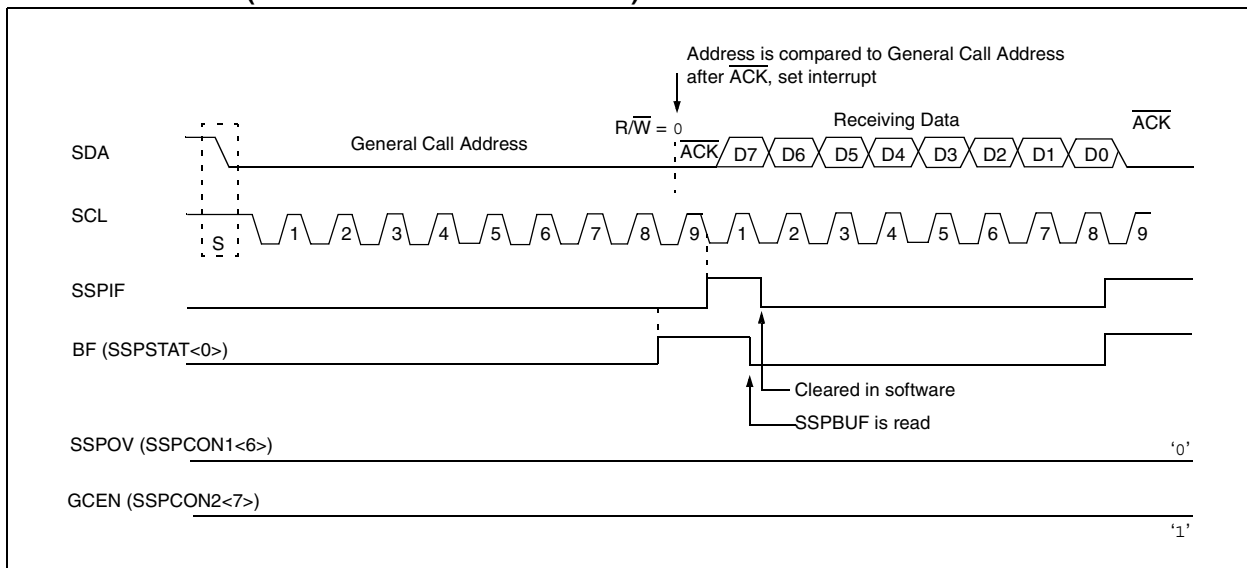 Address is compared to General Call Address
after ACK, set interrupt
R/W = 0
Receiving Data
ACK
SDA
General Call Address
ACK
D7 D6 D5 D4 D3 D2 D1 D0
SCL
S
1 2 3 4 5 6 7 8 9 1 2 3 4 5 6 7 8 9
SSPIF
BF (SSPSTAT<0>)
Cleared in software
SSPBUF is read
SSPOV (SSPCON1<6>)
‘0’
GCEN (SSPCON2<7>)
‘1’